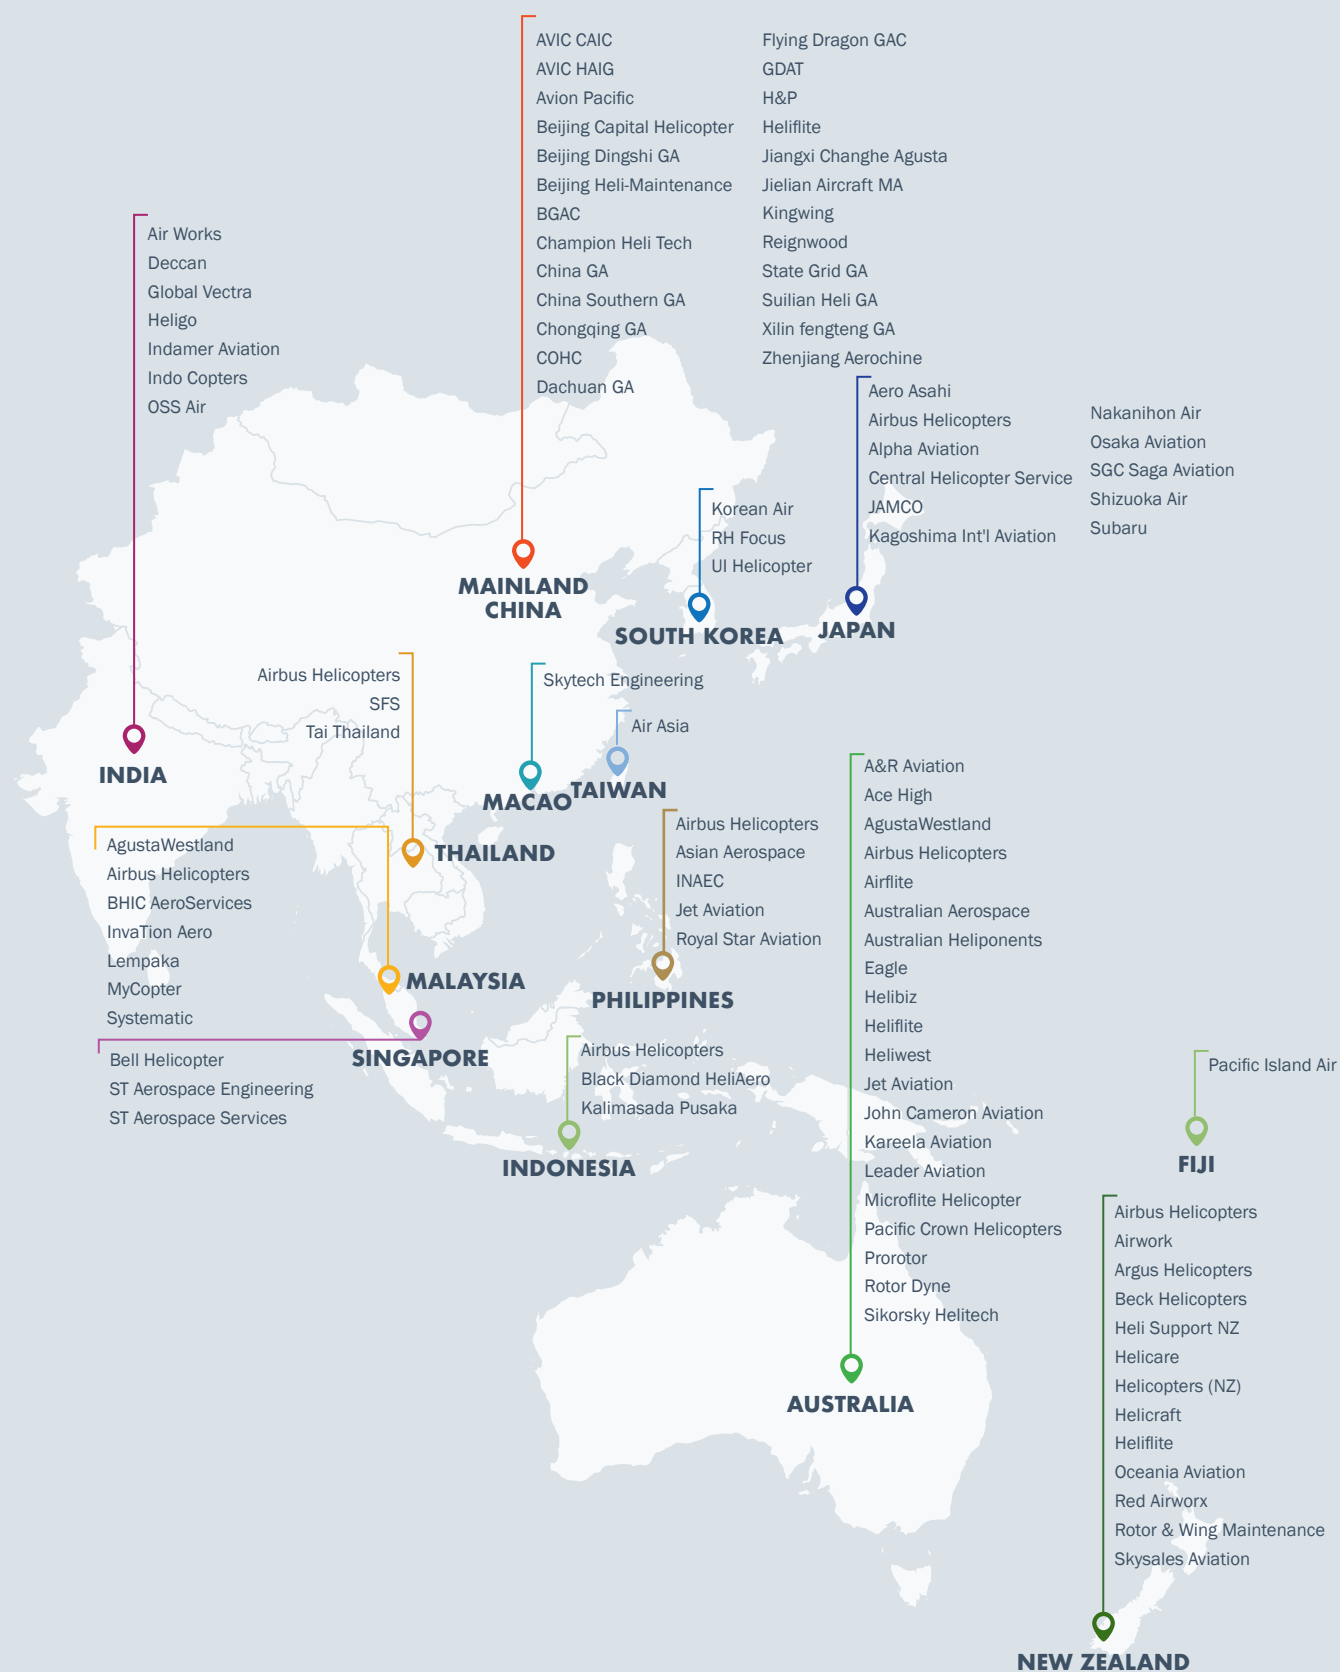 AVIC CAIC
AVIC HAIG
Avion Pacific
Beijing Capital Helicopter
Beijing Dingshi GA
Beijing Heli-Maintenance
BGAC
Champion Heli Tech
China GA
China Southern GA
Chongqing GA
COHC
Dachuan GA
Flying Dragon GAC
GDAT
H&P
Heliflite
Jiangxi Changhe Agusta
Jielian Aircraft MA
Kingwing
Reignwood
State Grid GA
Suilian Heli GA
Xilin fengteng GA
Zhenjiang Aerochine
MAINLAND
CHINA
Air Works
Deccan
Global Vectra
Heligo
Indamer Aviation
Indo Copters
OSS Air
INDIA
Aero Asahi
Airbus Helicopters
Alpha Aviation
Central Helicopter Service
JAMCO
Kagoshima Int'l Aviation
Nakanihon Air
Osaka Aviation
SGC Saga Aviation
Shizuoka Air
Subaru
JAPAN
Korean Air
RH Focus
UI Helicopter
SOUTH KOREA
Airbus Helicopters
SFS
Tai Thailand
THAILAND
Skytech Engineering
MACAO
Air Asia
TAIWAN
AgustaWestland
Airbus Helicopters
BHIC AeroServices
InvaTion Aero
Lempaka
MyCopter
Systematic
MALAYSIA
Bell Helicopter
ST Aerospace Engineering
ST Aerospace Services
SINGAPORE
Airbus Helicopters
Asian Aerospace
INAEC
Jet Aviation
Royal Star Aviation
PHILIPPINES
Airbus Helicopters
Black Diamond HeliAero
Kalimasada Pusaka
INDONESIA
A&R Aviation
Ace High
AgustaWestland
Airbus Helicopters
Airflite
Australian Aerospace
Australian Heliponents
Eagle
Helibiz
Heliflite
Heliwest
Jet Aviation
John Cameron Aviation
Kareela Aviation
Leader Aviation
Microflite Helicopter
Pacific Crown Helicopters
Prorotor
Rotor Dyne
Sikorsky Helitech
AUSTRALIA
Pacific Island Air
FIJI
Airbus Helicopters
Airwork
Argus Helicopters
Beck Helicopters
Heli Support NZ
Helicare
Helicopters (NZ)
Helicraft
Heliflite
Oceania Aviation
Red Airworx
Rotor & Wing Maintenance
Skysales Aviation
NEW ZEALAND